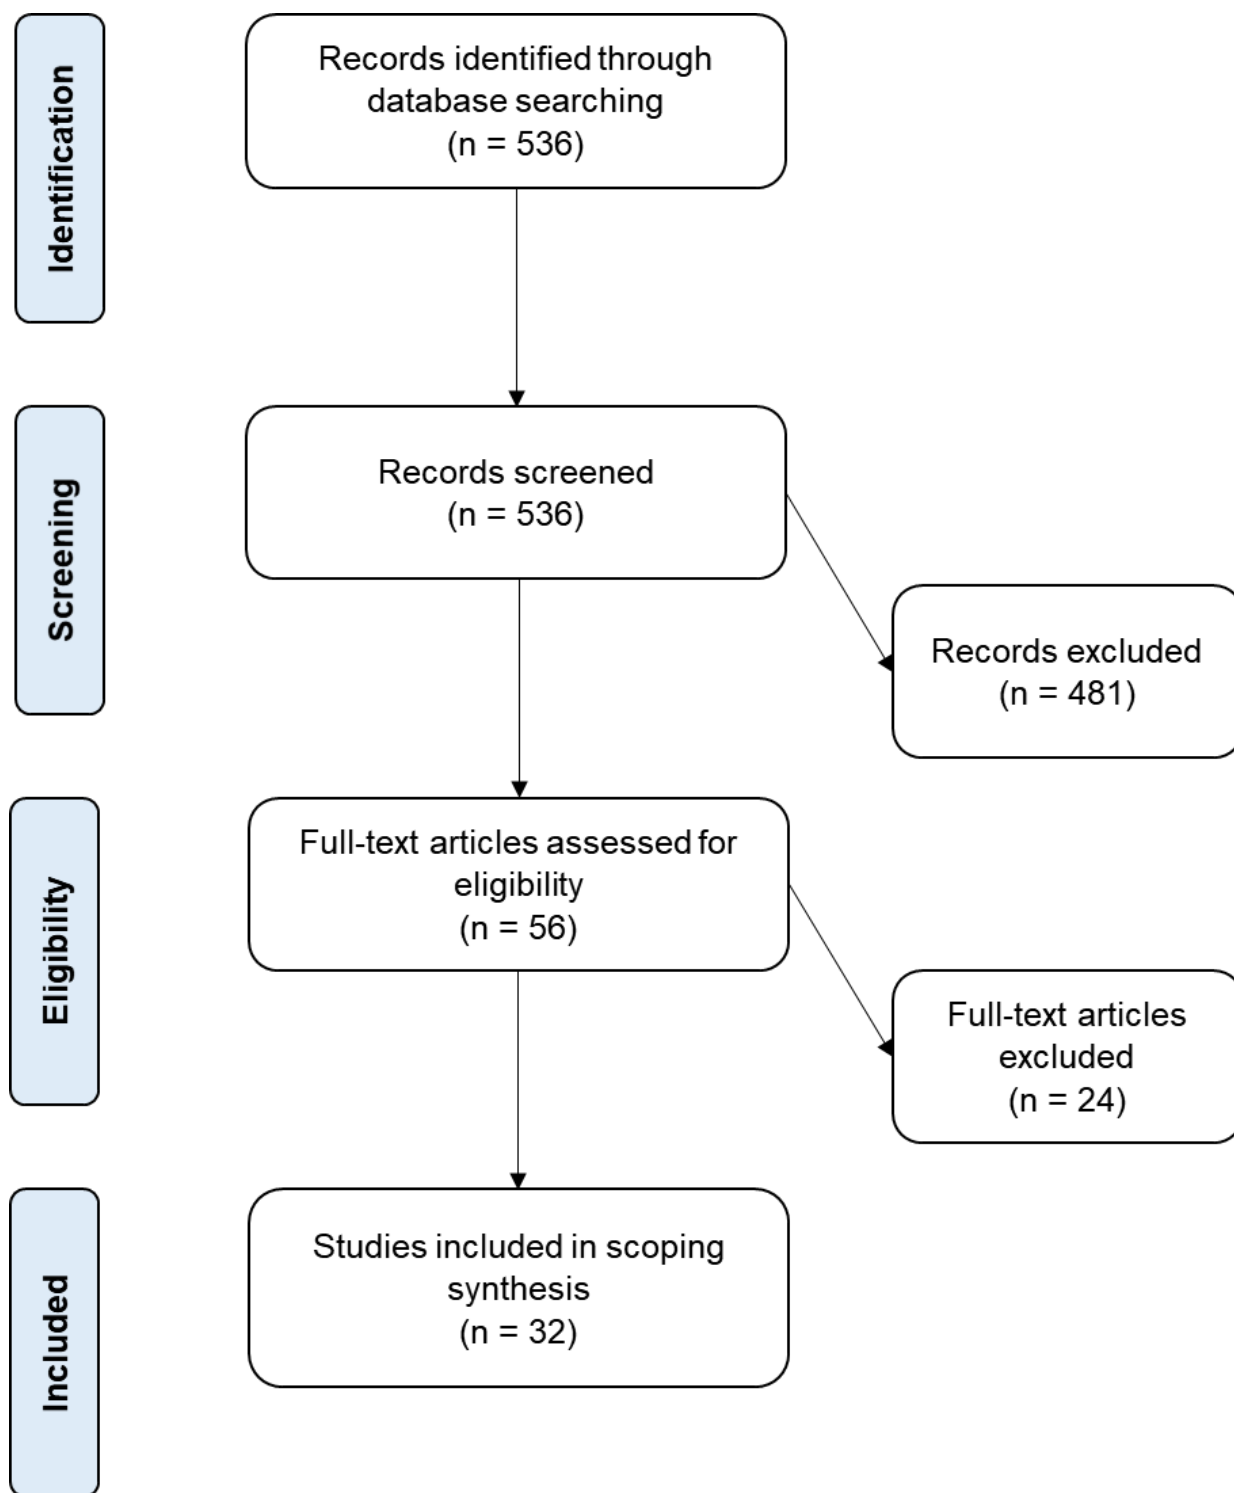 Identification
Records identified through
database searching
(n = 536)
Screening
Records screened
(n = 536)
Records excluded
(n = 481)
Eligibility
Full-text articles assessed for
eligibility
(n = 56)
Full-text articles
excluded
(n = 24)
Included
Studies included in scoping
synthesis
(n = 32)